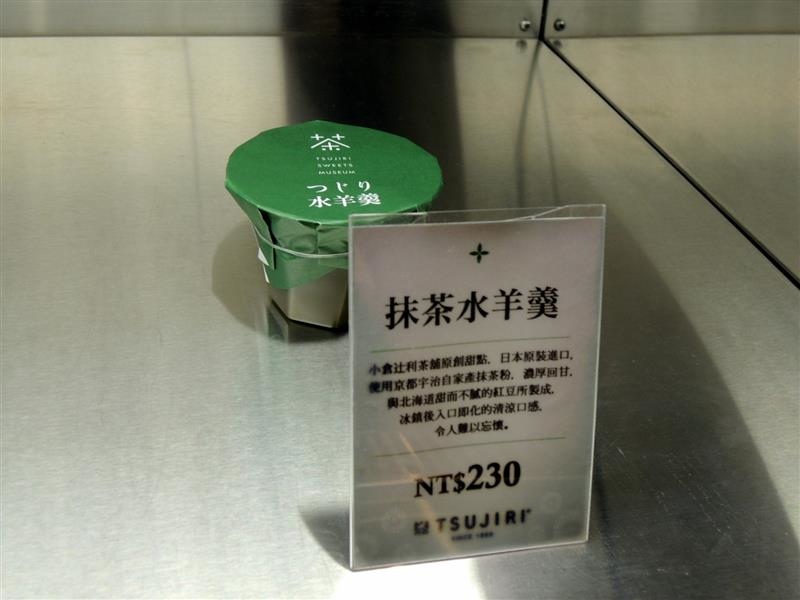 茶
TSUJIRI
SWEETS
MUSEUM
つじり
水羊羹
抹茶水羊羹
小倉辻利茶舖原創甜點，日本原裝進口，
使用京都宇治自家產抹茶粉，濃厚回甘，
與北海道甜而不膩的紅豆所製成，
冰鎮後入口即化的清涼口感，
令人難以忘懷。
NT$230
TSUJIRI
SINCE 1860